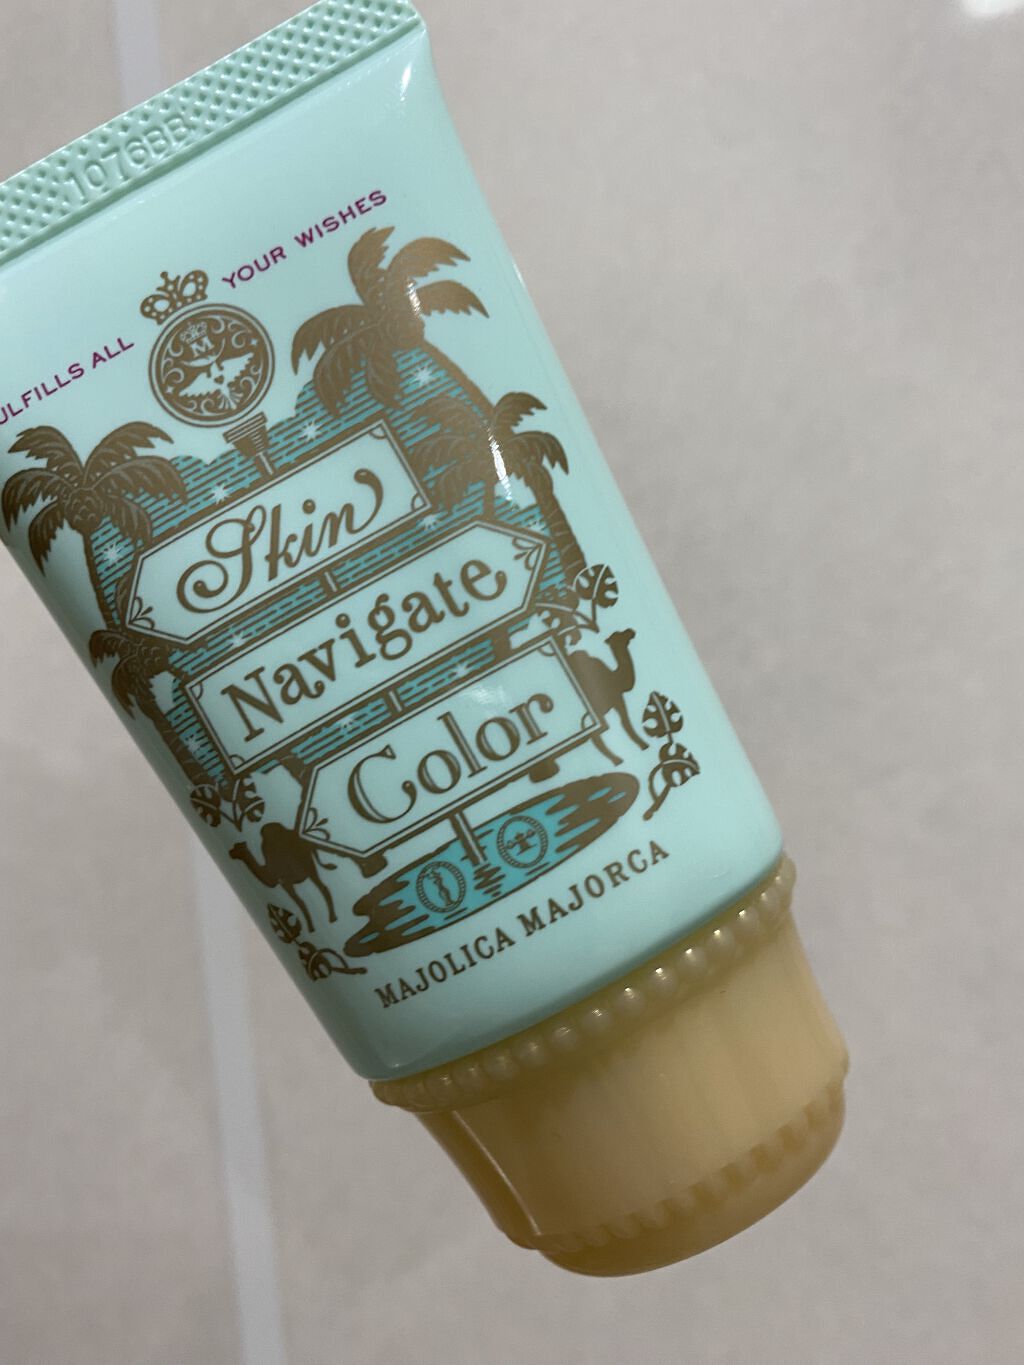 1076BB
ULFILLS ALL YOUR WISHES
M
Skin
Navigate
Color
MAJOLICA MAJORCA